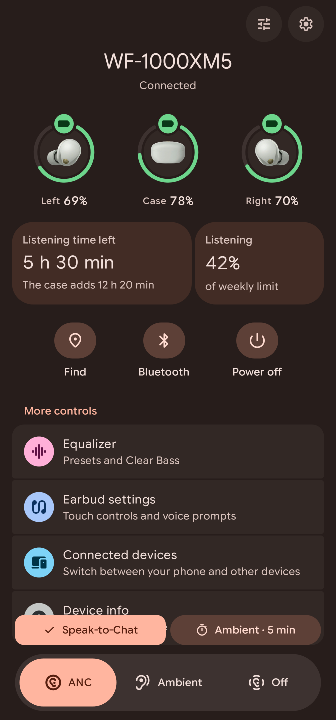 WF-1000XM5
Connected
Left 69%
Case 78%
Right 70%
Listening time left
5 h 30 min
The case adds 12 h 20 min
Listening
42%
of weekly limit
Find
Bluetooth
Power off
More controls
Equalizer
Presets and Clear Bass
Earbud settings
Touch controls and voice prompts
Connected devices
Switch between your phone and other devices
Device info
Speak-to-Chat
Ambient · 5 min
ANC
Ambient
Off